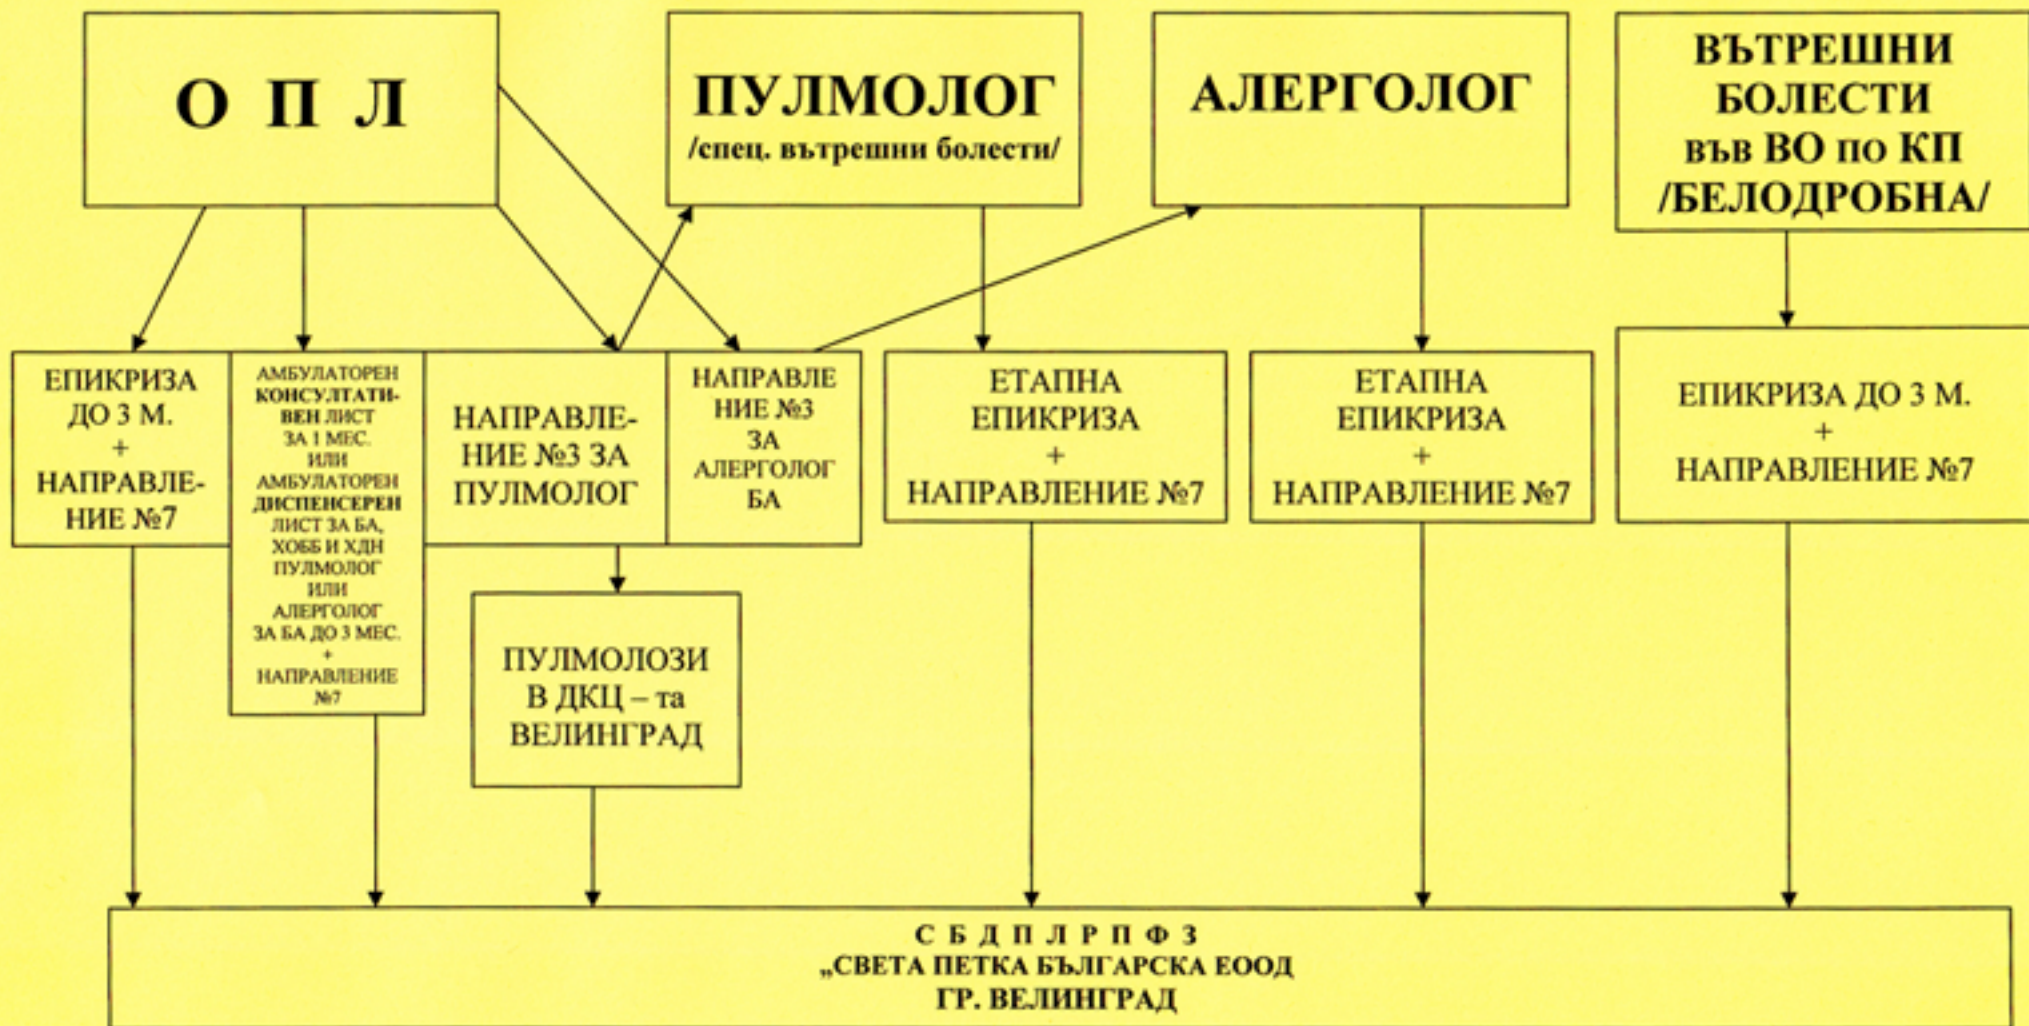 О П Л
ПУЛМОЛОГ
/спец. вътрешни болести/
АЛЕРГОЛОГ
ВЪТРЕШНИ
БОЛЕСТИ
във ВО по КП
/БЕЛОДРОБНА/
ЕПИКРИЗА
ДО 3 М.
+
НАПРАВЛЕ-
НИЕ №7
АМБУЛАТОРЕН
КОНСУЛТАТИ-
ВЕН ЛИСТ
ЗА 1 МЕС.
ИЛИ
АМБУЛАТОРЕН
ДИСПЕНСЕРЕН
ЛИСТ ЗА БА,
ХОББ И ХДН
ПУЛМОЛОГ
ИЛИ
АЛЕРГОЛОГ
ЗА БА ДО 3 МЕС.
+
НАПРАВЛЕНИЕ
№7
НАПРАВЛЕ-
НИЕ №3 ЗА
ПУЛМОЛОГ
НАПРАВЛЕ
НИЕ №3
ЗА
АЛЕРГОЛОГ
БА
ЕТАПНА
ЕПИКРИЗА
+
НАПРАВЛЕНИЕ №7
ЕТАПНА
ЕПИКРИЗА
+
НАПРАВЛЕНИЕ №7
ЕПИКРИЗА ДО 3 М.
+
НАПРАВЛЕНИЕ №7
ПУЛМОЛОЗИ
В ДКЦ – та
ВЕЛИНГРАД
С Б Д П Л Р П Ф З
„СВЕТА ПЕТКА БЪЛГАРСКА ЕООД
ГР. ВЕЛИНГРАД